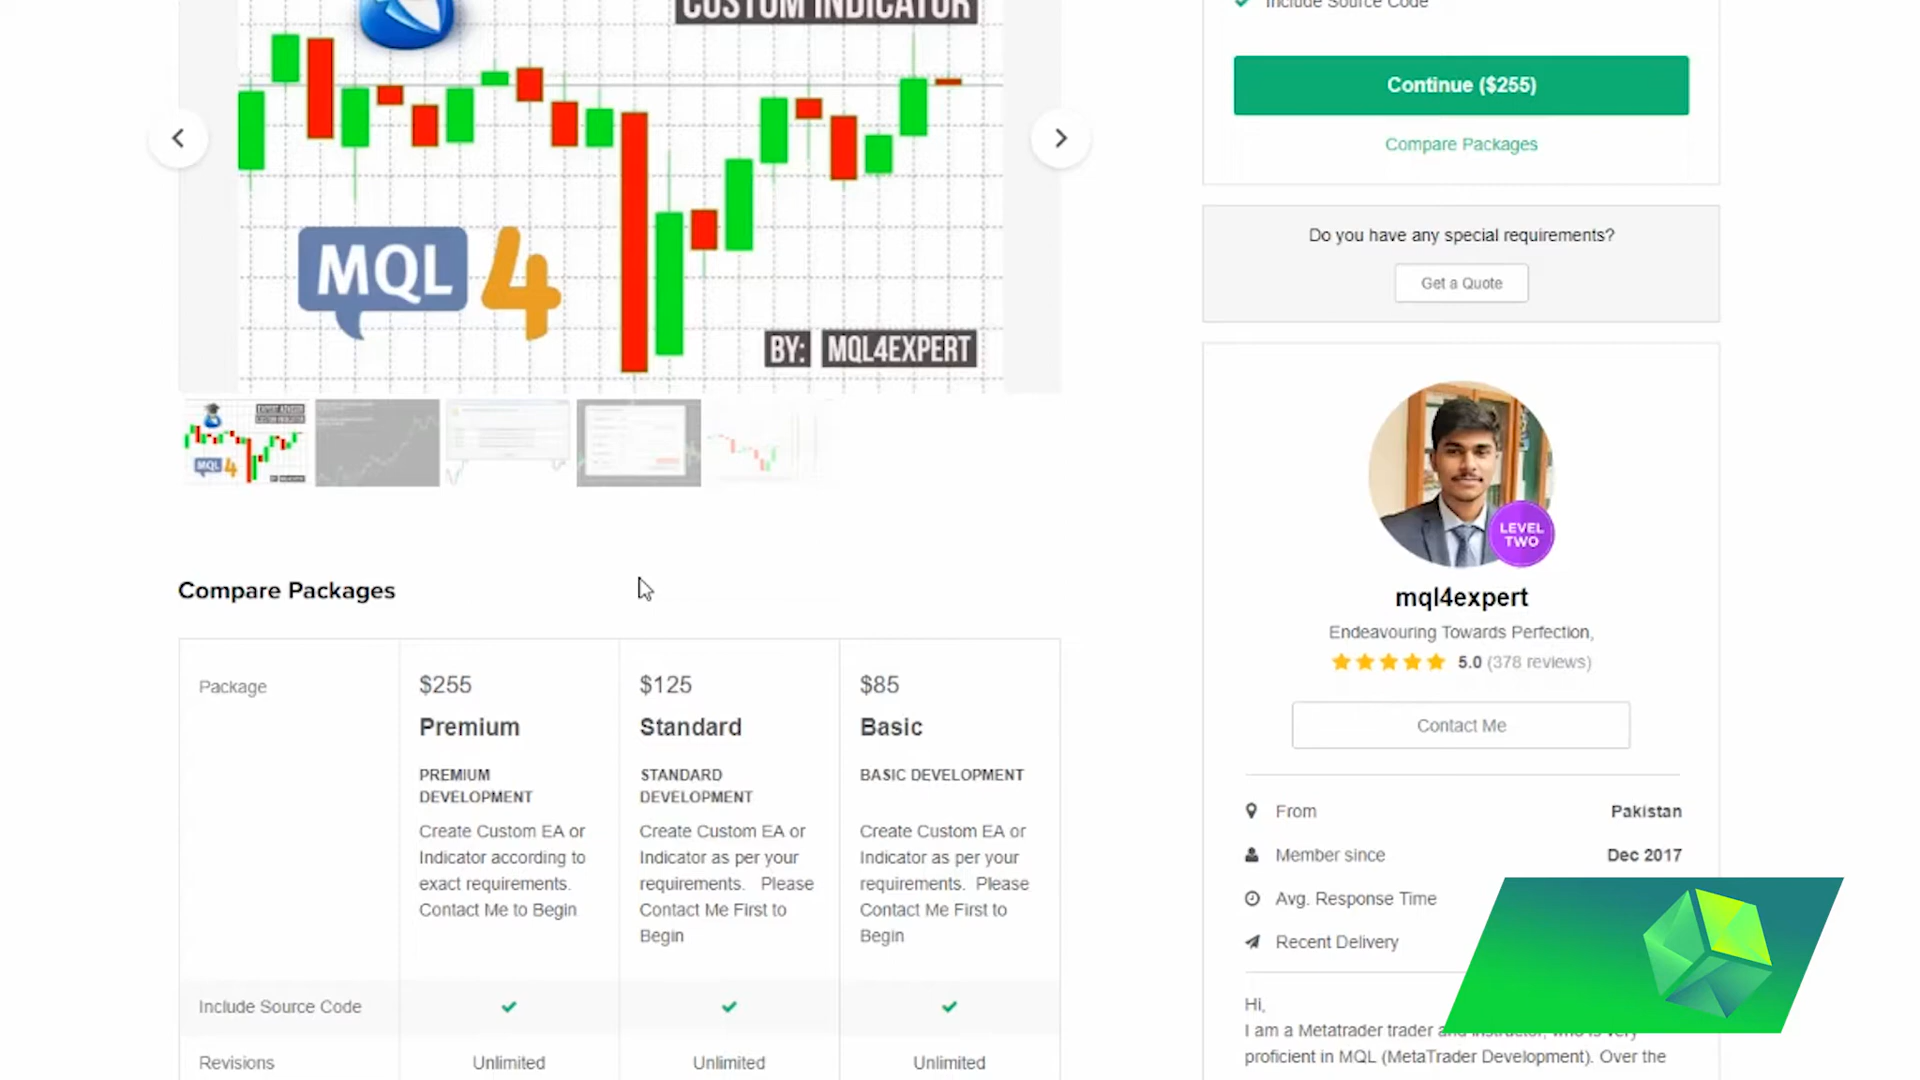 CUSTOM INDICATOR
MQL 4
BY: MQL4EXPERT
Include Source Code
Continue ($255)
Compare Packages
Do you have any special requirements?
Get a Quote
LEVEL
TWO
mql4expert
Endeavouring Towards Perfection,
5.0 (378 reviews)
Contact Me
From Pakistan
Member since Dec 2017
Avg. Response Time
Recent Delivery
Hi,
I am a Metatrader trader and instructor, who is very
proficient in MQL (MetaTrader Development). Over the
Compare Packages
Package
$255
Premium
PREMIUM
DEVELOPMENT
Create Custom EA or
Indicator according to
exact requirements.
Contact Me to Begin
$125
Standard
STANDARD
DEVELOPMENT
Create Custom EA or
Indicator as per your
requirements. Please
Contact Me First to
Begin
$85
Basic
BASIC DEVELOPMENT
Create Custom EA or
Indicator as per your
requirements. Please
Contact Me First to
Begin
Include Source Code
Revisions Unlimited Unlimited Unlimited